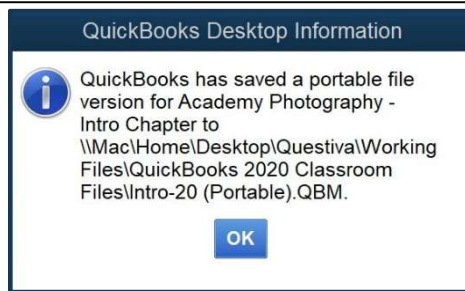 QuickBooks Desktop Information
QuickBooks has saved a portable file
version for Academy Photography -
Intro Chapter to
\\Mac\Home\Desktop\Questiva\Working
Files\QuickBooks 2020 Classroom
Files\Intro-20 (Portable).QBM.
OK